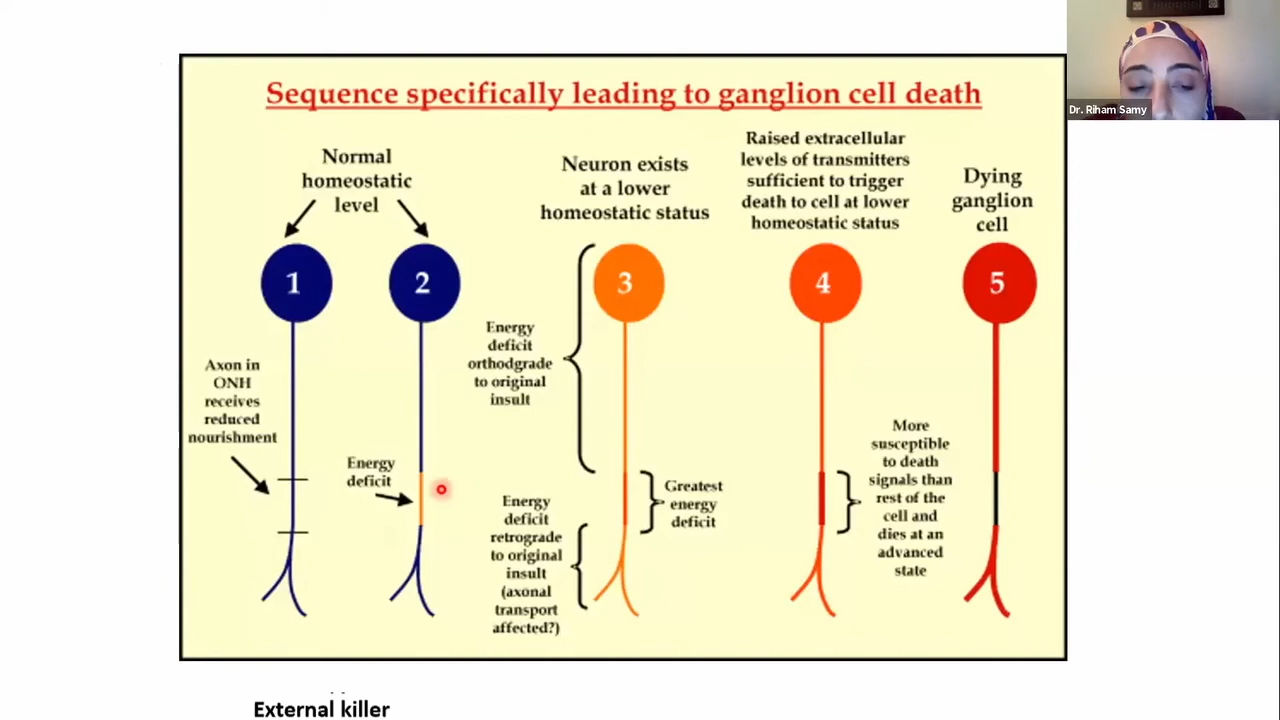 Sequence specifically leading to ganglion cell death
Normal
homeostatic
level
Neuron exists
at a lower
homeostatic status
Raised extracellular
levels of transmitters
sufficient to trigger
death to cell at lower
homeostatic status
Dying
ganglion
cell
1
2
3
4
5
Axon in
ONH
receives
reduced
nourishment
Energy
deficit
Energy
deficit
orthodgrade
to original
insult
Energy
deficit
retrograde
to original
insult
(axonal
transport
affected?)
Greatest
energy
deficit
More
susceptible
to death
signals than
rest of the
cell and
dies at an
advanced
state
External killer
Dr. Riham Samy